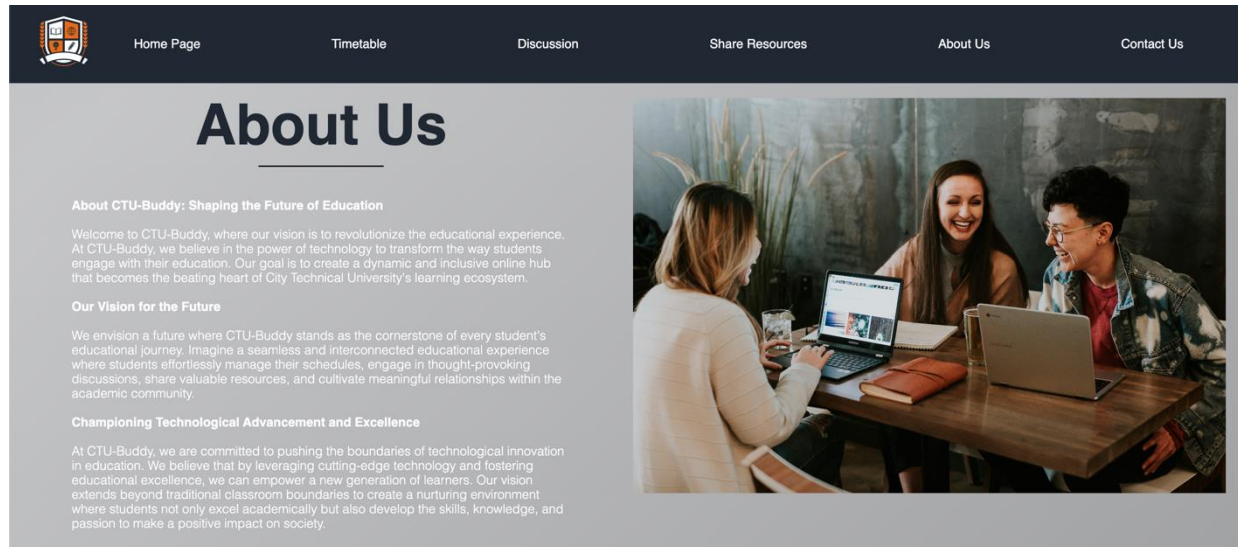 Home Page
Timetable
Discussion
Share Resources
About Us
Contact Us
About Us
About CTU-Buddy: Shaping the Future of Education
Welcome to CTU-Buddy, where our vision is to revolutionize the educational experience.
At CTU-Buddy, we believe in the power of technology to transform the way students
engage with their education. Our goal is to create a dynamic and inclusive online hub
that becomes the beating heart of City Technical University's learning ecosystem.
Our Vision for the Future
We envision a future where CTU-Buddy stands as the cornerstone of every student's
educational journey. Imagine a seamless and interconnected educational experience
where students effortlessly manage their schedules, engage in thought-provoking
discussions, share valuable resources, and cultivate meaningful relationships within the
academic community.
Championing Technological Advancement and Excellence
At CTU-Buddy, we are committed to pushing the boundaries of technological innovation
in education. We believe that by leveraging cutting-edge technology and fostering
educational excellence, we can empower a new generation of learners. Our vision
extends beyond traditional classroom boundaries to create a nurturing environment
where students not only excel academically but also develop the skills, knowledge, and
passion to make a positive impact on society.